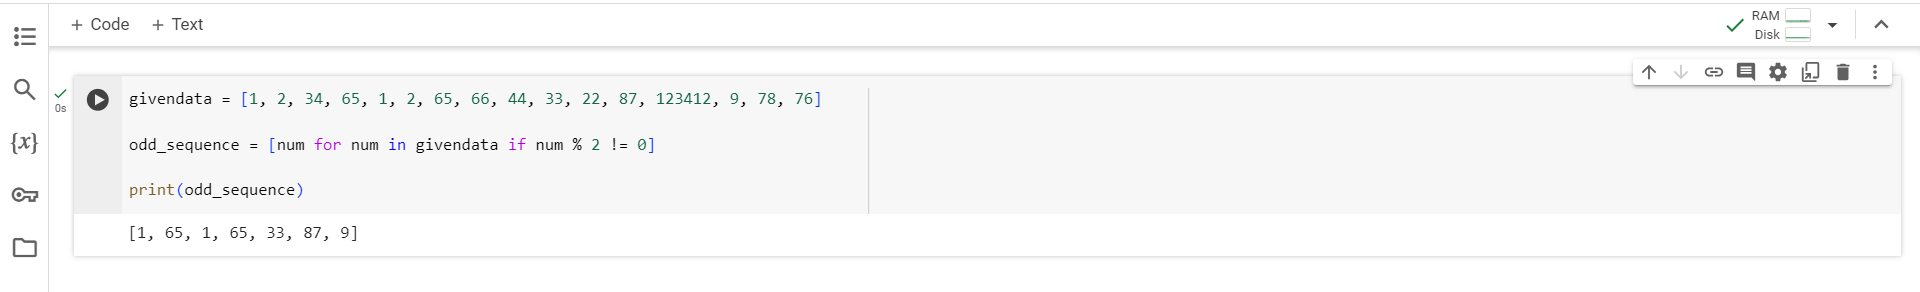 + Code + Text
RAM
Disk
{x}
0s
givendata = [1, 2, 34, 65, 1, 2, 65, 66, 44, 33, 22, 87, 123412, 9, 78, 76]
odd_sequence = [num for num in givendata if num % 2 != 0]
print(odd_sequence)
[1, 65, 1, 65, 33, 87, 9]